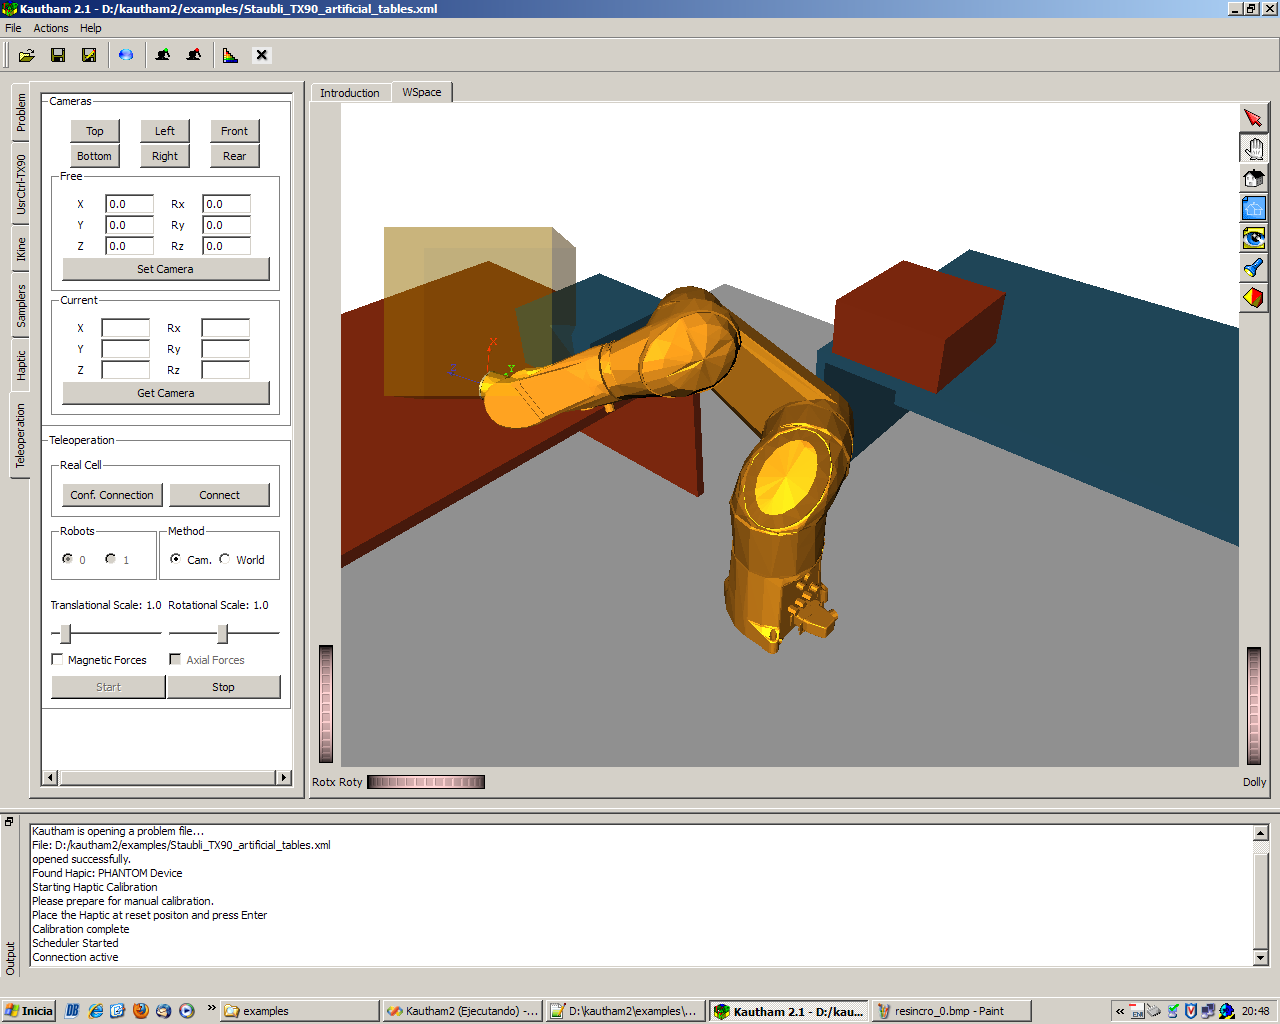 Kautham 2.1 - D:/kautham2/examples/Staubli_TX90_artificial_tables.xml
File Actions Help
Problem
UsrCtrl-TX90
IKine
Samplers
Haptic
Teleoperation
Cameras
Top Left Front
Bottom Right Rear
Free
X 0.0 Rx 0.0
Y 0.0 Ry 0.0
Z 0.0 Rz 0.0
Set Camera
Current
X Rx
Y Ry
Z Rz
Get Camera
Teleoperation
Real Cell
Conf. Connection Connect
Robots Method
0 1 Cam. World
Translational Scale: 1.0 Rotational Scale: 1.0
Magnetic Forces Axial Forces
Start Stop
Introduction WSpace
X
Y
Z
Rotx Roty Dolly
Output
Kautham is opening a problem file...
File: D:/kautham2/examples/Staubli_TX90_artificial_tables.xml
opened successfully.
Found Hapic: PHANTOM Device
Starting Haptic Calibration
Please prepare for manual calibration.
Place the Haptic at reset positon and press Enter
Calibration complete
Scheduler Started
Connection active
Inicia » examples Kautham2 (Ejecutando) -... D:\kautham2\examples\... Kautham 2.1 - D:/kau... resincro_0.bmp - Paint « 20:48